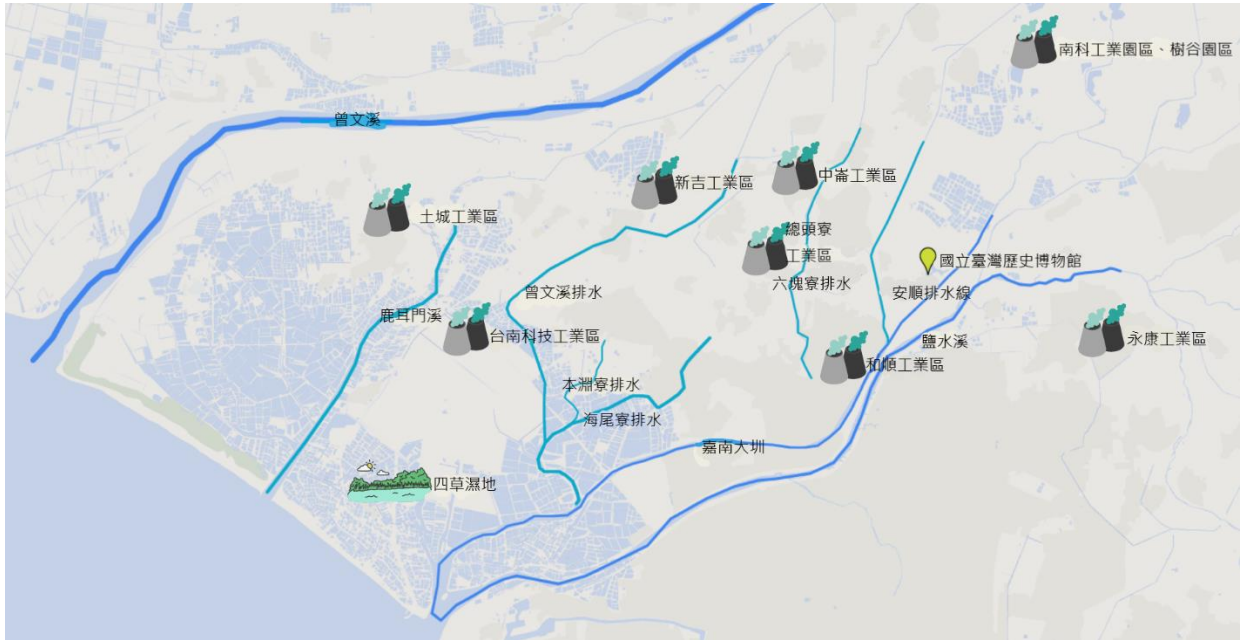 南科工業園區、樹谷園區
曾文溪
中崙工業區
新吉工業區
土城工業區
總頭寮
工業區
國立臺灣歷史博物館
六塊寮排水
安順排水線
曾文溪排水
鹿耳門溪
台南科技工業區
永康工業區
鹽水溪
和順工業區
本淵寮排水
海尾寮排水
嘉南大圳
四草濕地